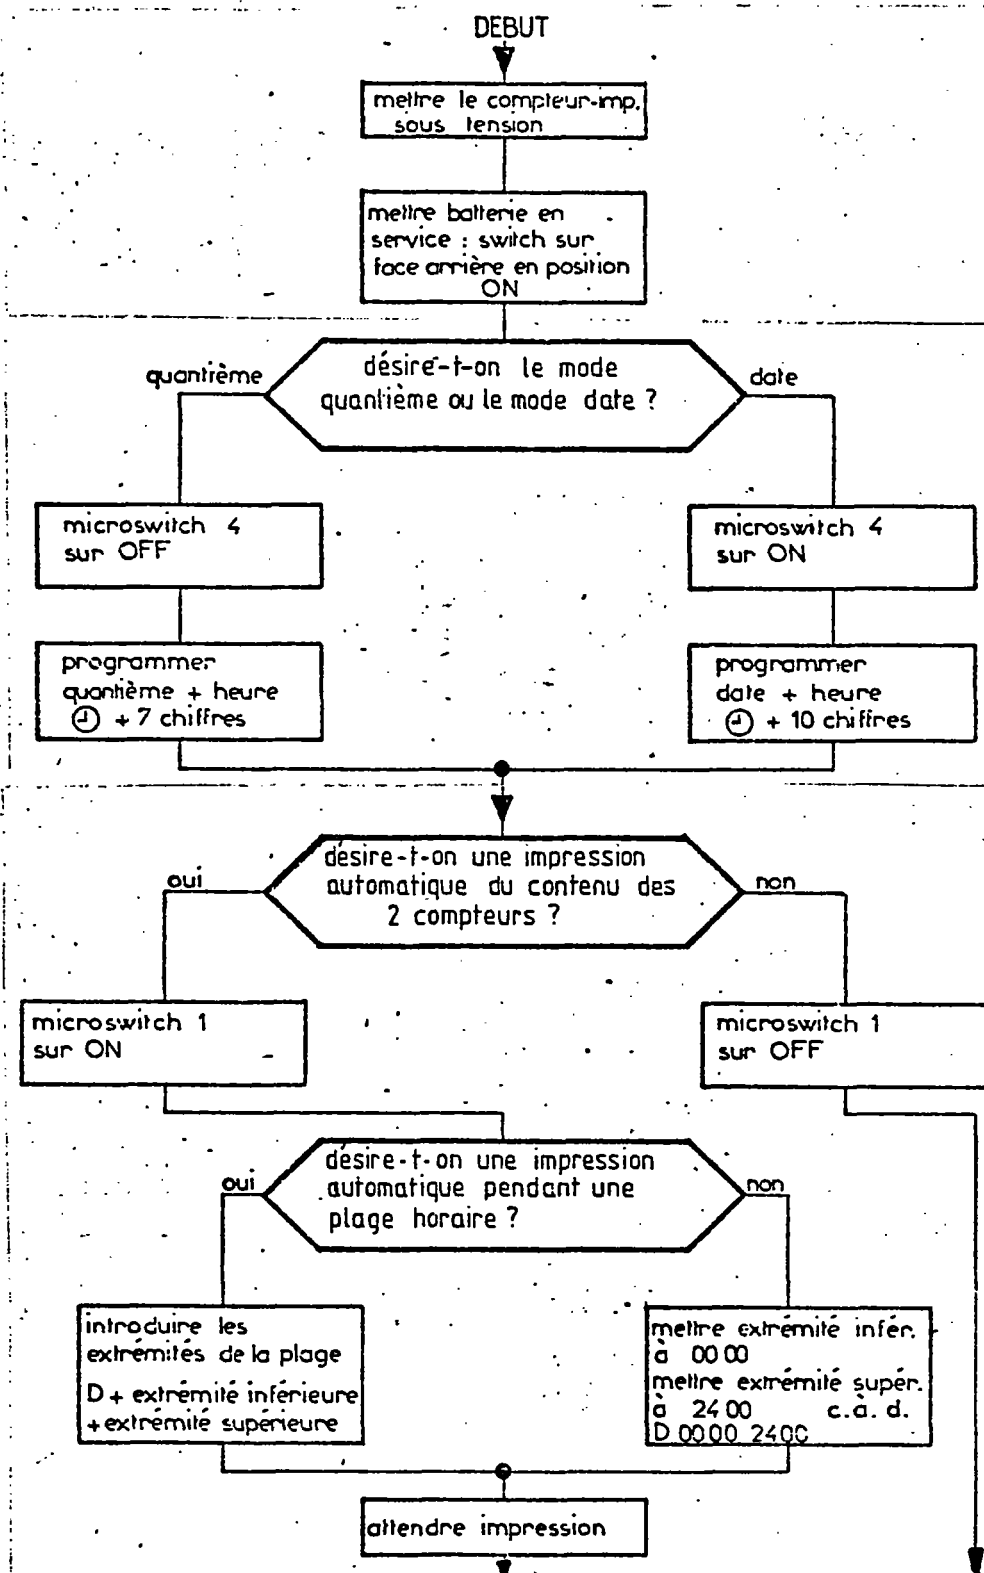 DEBUT
mettre le compteur-imp.
sous tension
mettre batterie en
service : switch sur
face arrière en position
ON
désire-t-on le mode
quantième ou le mode date ?
quantième
date
microswitch 4
sur OFF
microswitch 4
sur ON
programmer
quantième + heure
+ 7 chiffres
programmer
date + heure
+ 10 chiffres
désire-t-on une impression
automatique du contenu des
2 compteurs ?
oui
non
microswitch 1
sur ON
microswitch 1
sur OFF
désire-t-on une impression
automatique pendant une
plage horaire ?
oui
non
introduire les
extrémités de la plage
D + extrémité inférieure
+ extrémité supérieure
mettre extrémité infér.
à 00 00
mettre extrémité supér.
à 24 00 c.à.d.
D 00 00 24 00
attendre impression